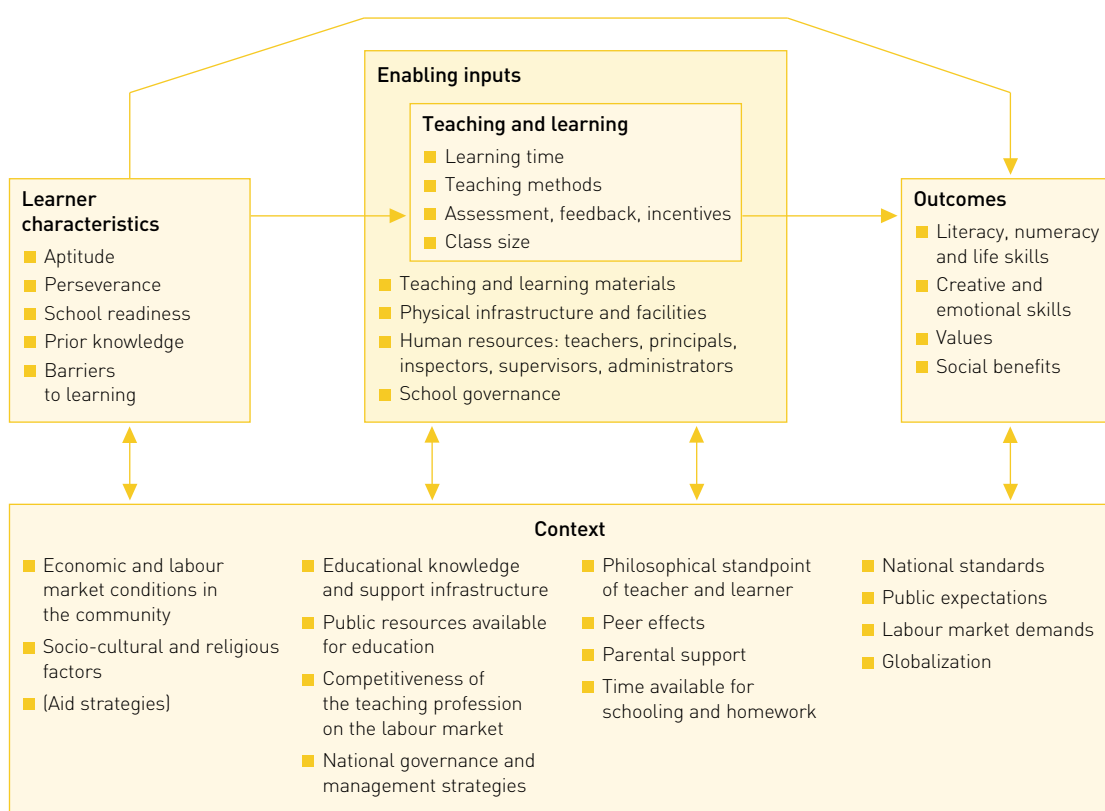 Enabling inputs
Teaching and learning
Learning time
Teaching methods
Assessment, feedback, incentives
Class size
Teaching and learning materials
Physical infrastructure and facilities
Human resources: teachers, principals,
inspectors, supervisors, administrators
School governance
Learner
characteristics
Aptitude
Perseverance
School readiness
Prior knowledge
Barriers
to learning
Outcomes
Literacy, numeracy
and life skills
Creative and
emotional skills
Values
Social benefits
Context
Economic and labour
market conditions in
the community
Socio-cultural and religious
factors
(Aid strategies)
Educational knowledge
and support infrastructure
Public resources available
for education
Competitiveness of
the teaching profession
on the labour market
National governance and
management strategies
Philosophical standpoint
of teacher and learner
Peer effects
Parental support
Time available for
schooling and homework
National standards
Public expectations
Labour market demands
Globalization